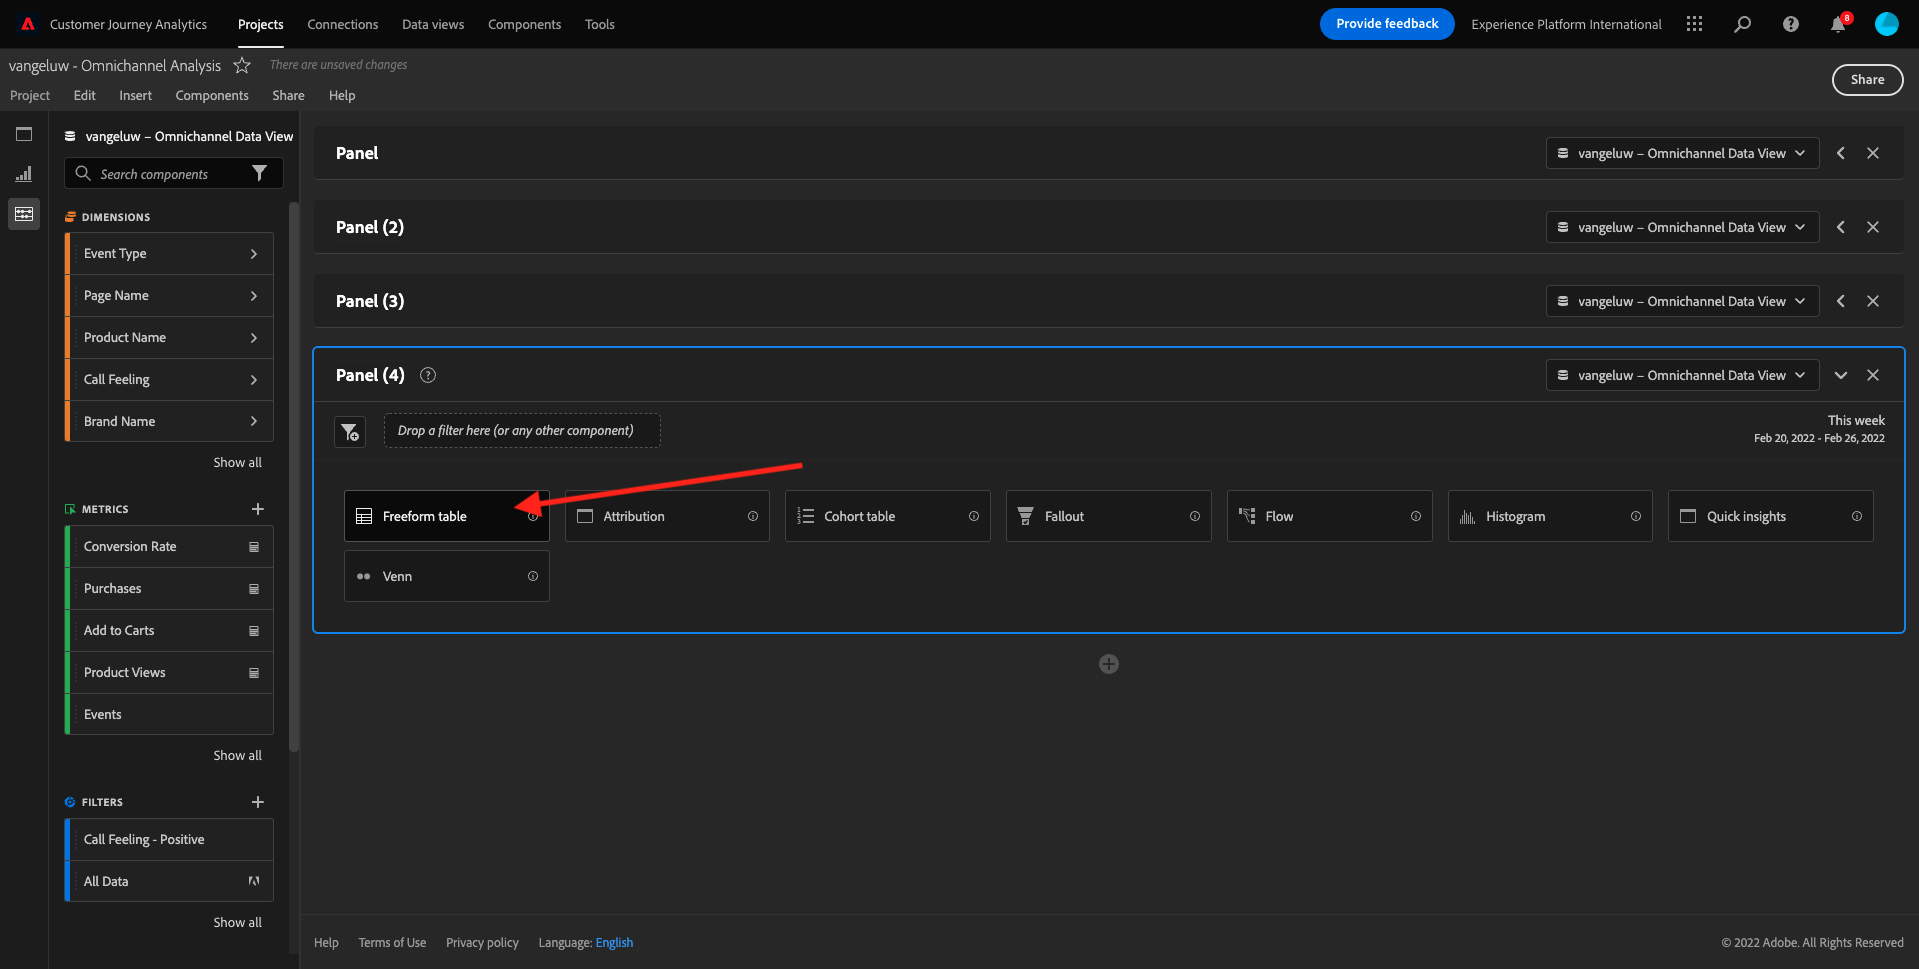 Customer Journey Analytics Projects Connections Data views Components Tools Provide feedback Experience Platform International 8
vangeluw - Omnichannel Analysis There are unsaved changes
Share
Project Edit Insert Components Share Help
vangeluw – Omnichannel Data View
Search components
DIMENSIONS
Event Type
Page Name
Product Name
Call Feeling
Brand Name
Show all
METRICS
Conversion Rate
Purchases
Add to Carts
Product Views
Events
Show all
FILTERS
Call Feeling - Positive
All Data
Show all
Panel vangeluw – Omnichannel Data View
Panel (2) vangeluw – Omnichannel Data View
Panel (3) vangeluw – Omnichannel Data View
Panel (4) vangeluw – Omnichannel Data View
Drop a filter here (or any other component)
This week
Feb 20, 2022 - Feb 26, 2022
Freeform table Attribution Cohort table Fallout Flow Histogram Quick insights
Venn
Help Terms of Use Privacy policy Language: English © 2022 Adobe. All Rights Reserved